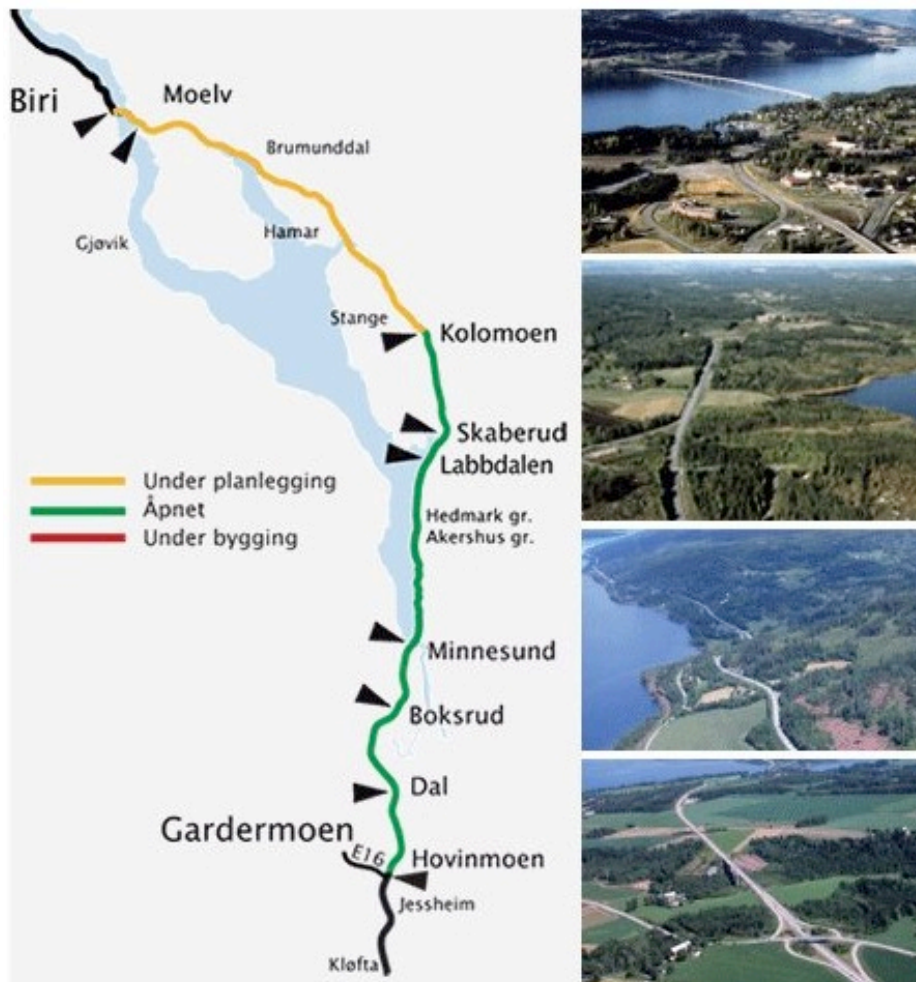 Biri
Moelv
Brumunddal
Gjøvik
Hamar
Stange
Kolomoen
Skaberud
Labbdalen
Under planlegging
Åpnet
Under bygging
Hedmark gr.
Akershus gr.
Minnesund
Boksrud
Dal
Gardermoen
E16
Hovinmoen
Jessheim
Kløfta